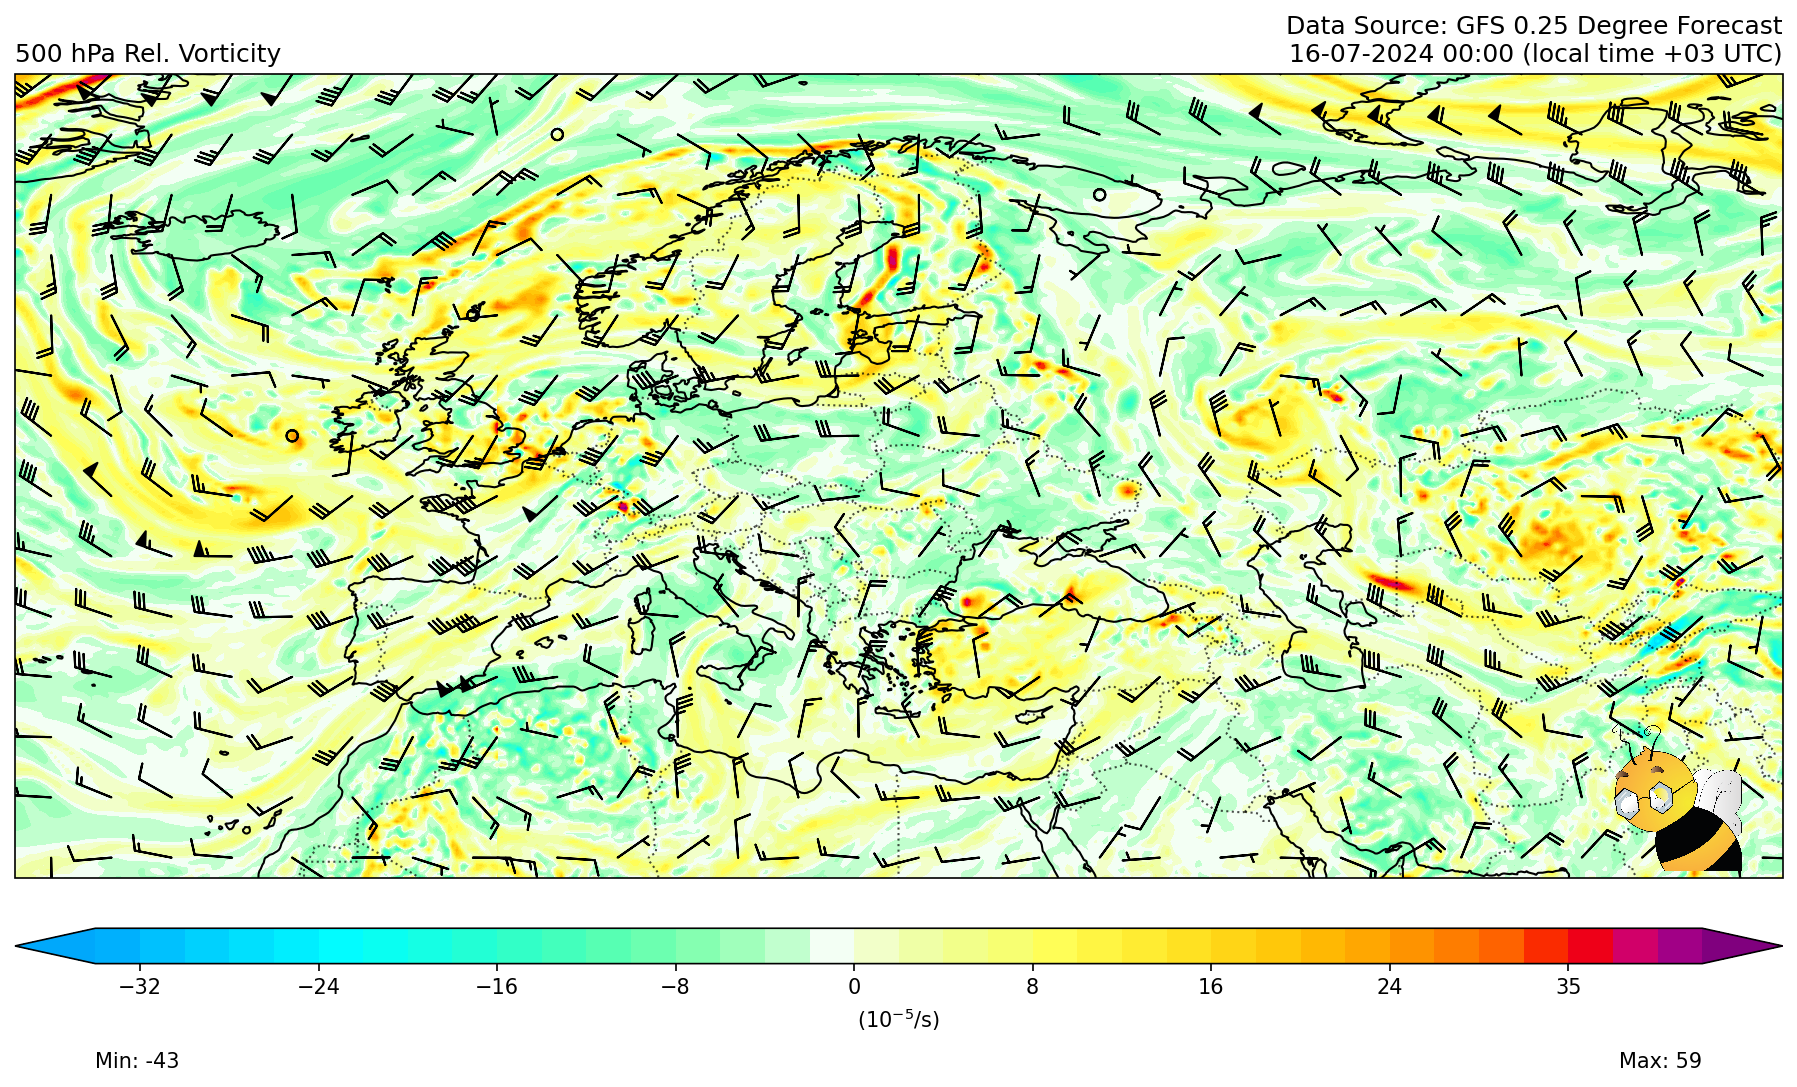 Data Source: GFS 0.25 Degree Forecast
500 hPa Rel. Vorticity
16-07-2024 00:00 (local time +03 UTC)
−32 −24 −16 −8 0 8 16 24 35
(10⁻⁵/s)
Min: -43 Max: 59